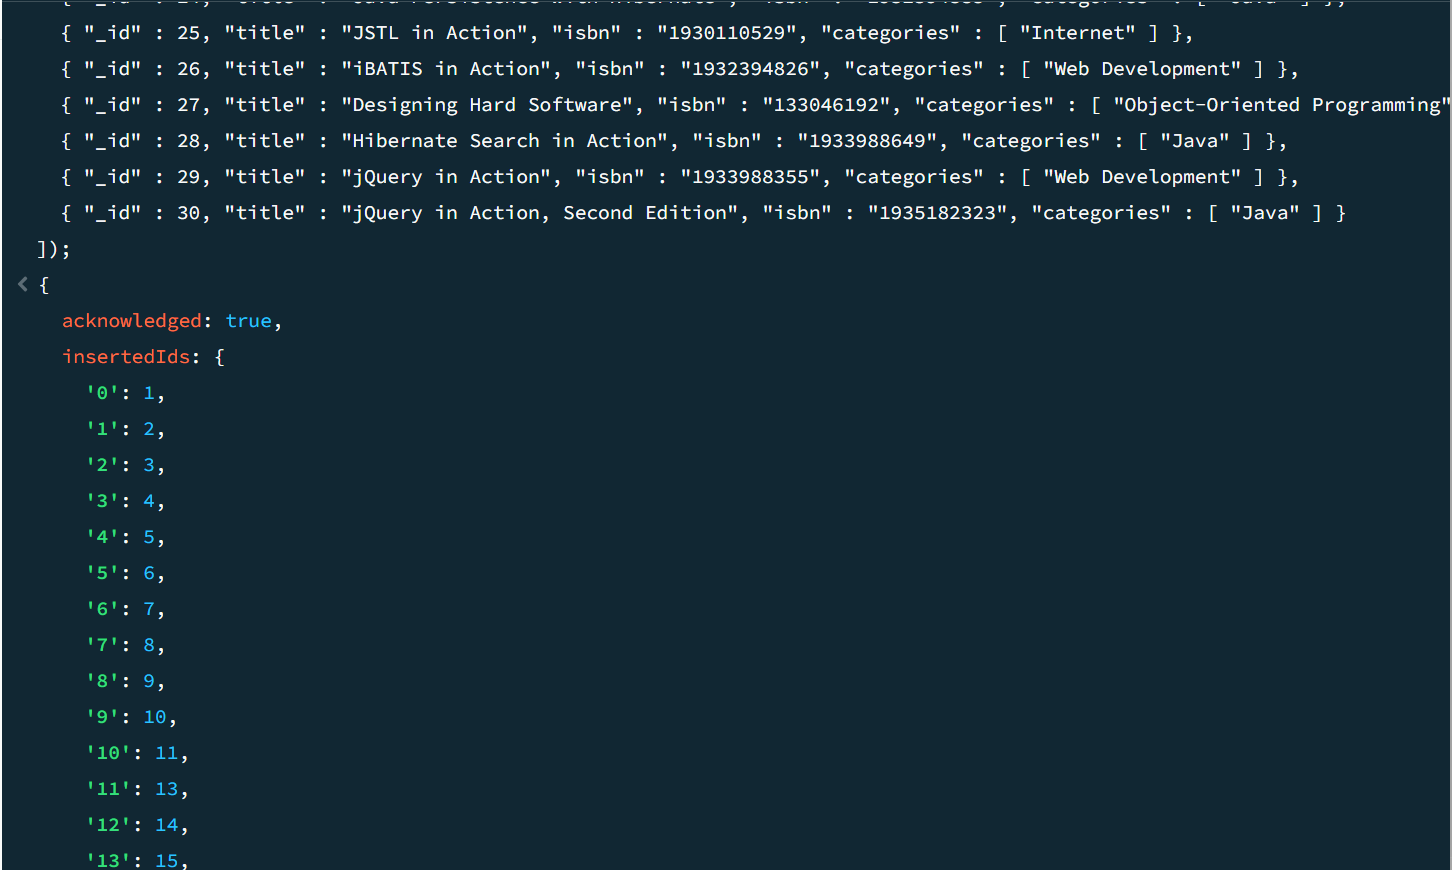 { "_id" : 25, "title" : "JSTL in Action", "isbn" : "1930110529", "categories" : [ "Internet" ] },
{ "_id" : 26, "title" : "iBATIS in Action", "isbn" : "1932394826", "categories" : [ "Web Development" ] },
{ "_id" : 27, "title" : "Designing Hard Software", "isbn" : "133046192", "categories" : [ "Object-Oriented Programming"
{ "_id" : 28, "title" : "Hibernate Search in Action", "isbn" : "1933988649", "categories" : [ "Java" ] },
{ "_id" : 29, "title" : "jQuery in Action", "isbn" : "1933988355", "categories" : [ "Web Development" ] },
{ "_id" : 30, "title" : "jQuery in Action, Second Edition", "isbn" : "1935182323", "categories" : [ "Java" ] }
]);
< {
acknowledged: true,
insertedIds: {
'0': 1,
'1': 2,
'2': 3,
'3': 4,
'4': 5,
'5': 6,
'6': 7,
'7': 8,
'8': 9,
'9': 10,
'10': 11,
'11': 13,
'12': 14,
'13': 15,